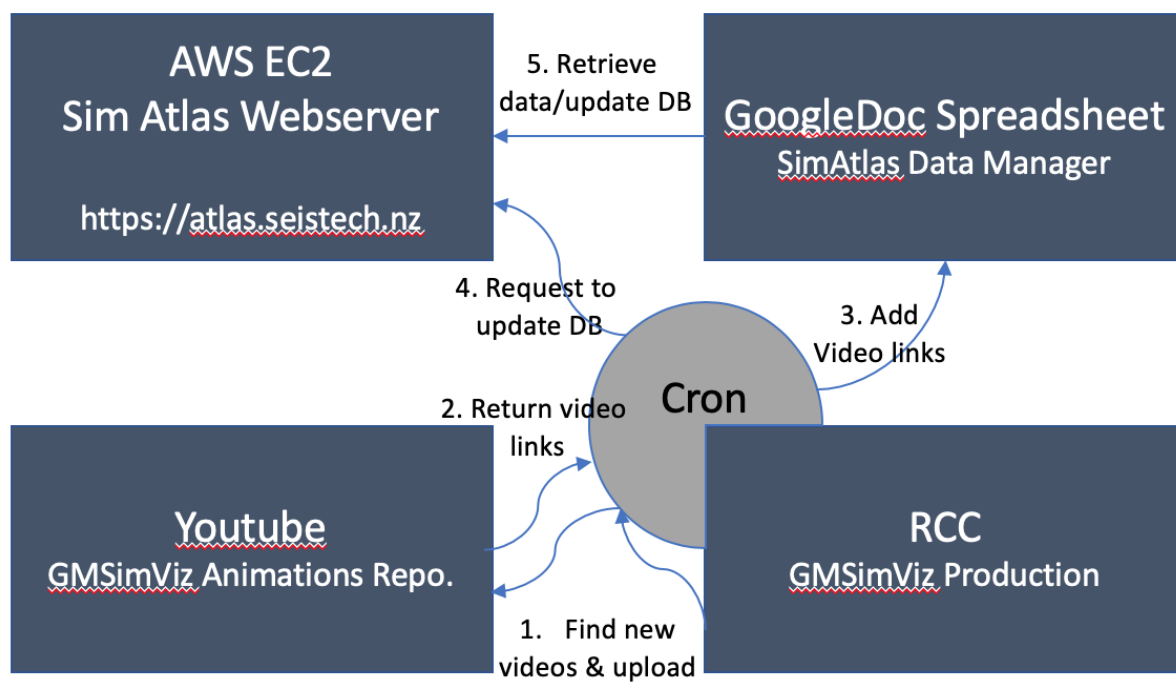 AWS EC2
Sim Atlas Webserver
https://atlas.seistech.nz
5. Retrieve
data/update DB
GoogleDoc Spreadsheet
SimAtlas Data Manager
4. Request to
update DB
3. Add
Video links
Cron
2. Return video
links
Youtube
GMSimViz Animations Repo.
RCC
GMSimViz Production
1. Find new
videos & upload